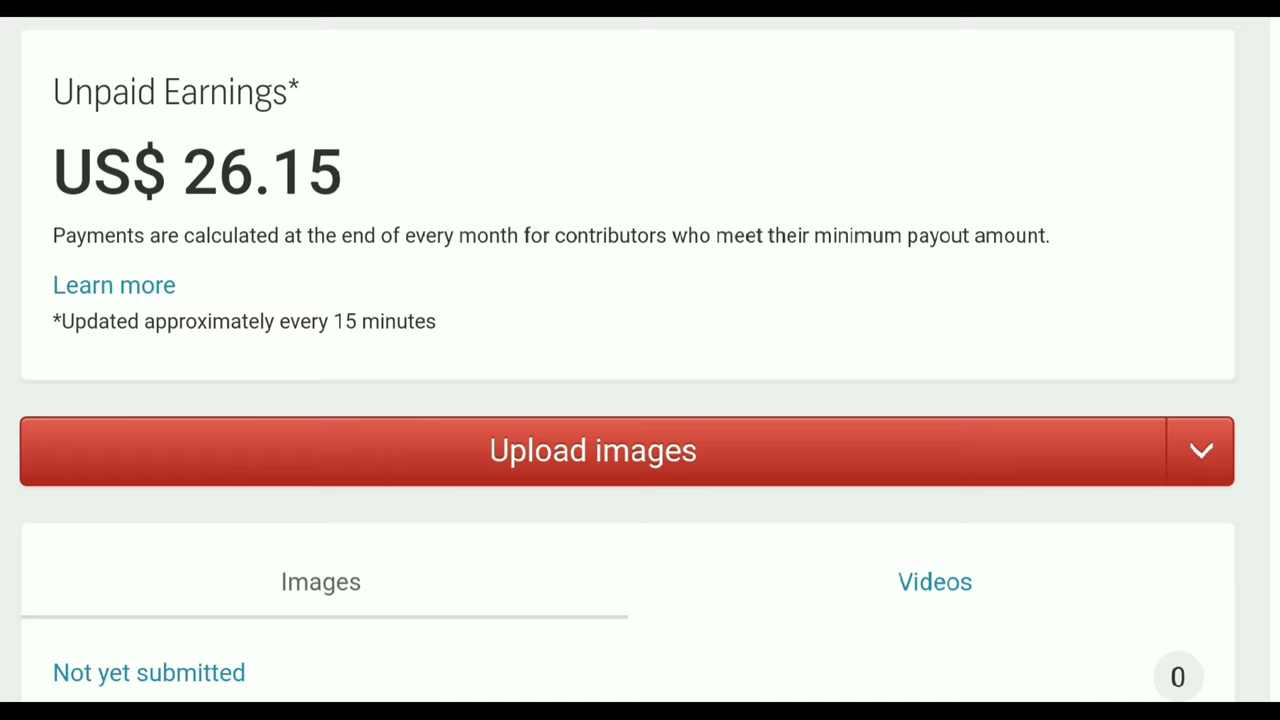 Unpaid Earnings*
US$ 26.15
Payments are calculated at the end of every month for contributors who meet their minimum payout amount.
Learn more
*Updated approximately every 15 minutes
Upload images
Images
Videos
Not yet submitted
0